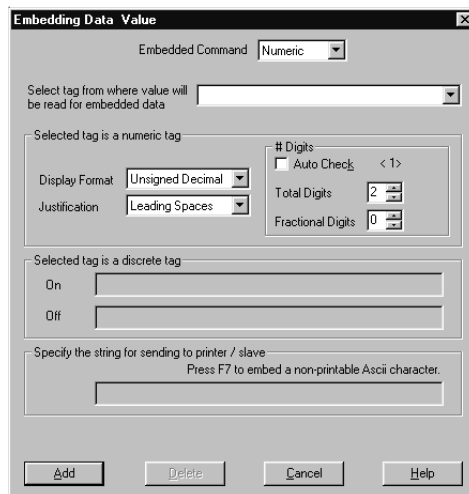 Embedding Data Value
Embedded Command Numeric
Select tag from where value will
be read for embedded data
Selected tag is a numeric tag
# Digits
Auto Check <1>
Display Format Unsigned Decimal
Total Digits 2
Justification Leading Spaces
Fractional Digits 0
Selected tag is a discrete tag
On
Off
Specify the string for sending to printer / slave
Press F7 to embed a non-printable Ascii character.
Add Delete Cancel Help